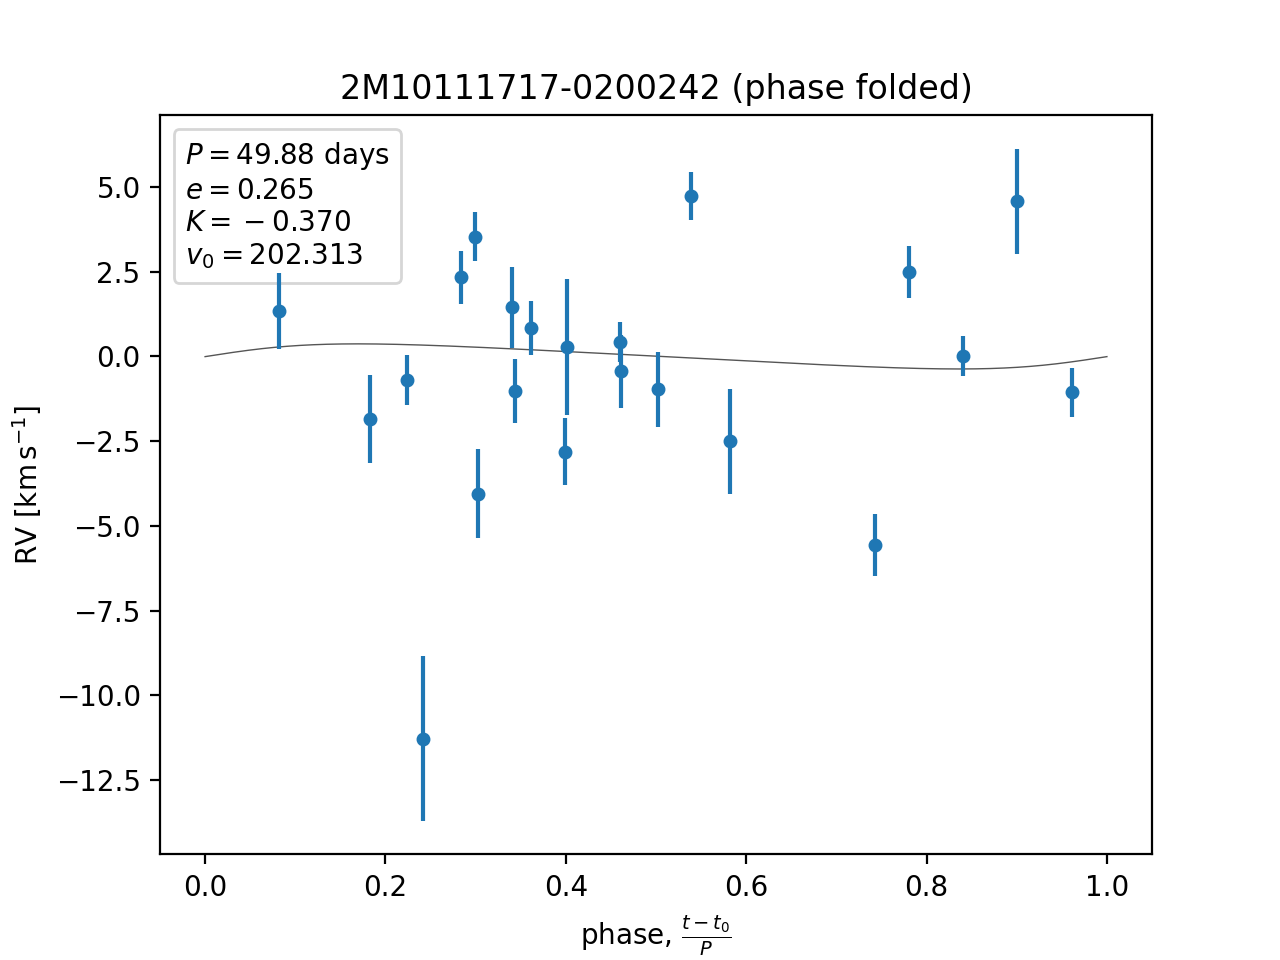 2M10111717-0200242 (phase folded)
P = 49.88 days
e = 0.265
K = −0.370
v₀ = 202.313
5.0
2.5
0.0
−2.5
−5.0
−7.5
−10.0
−12.5
RV [km s⁻¹]
0.0 0.2 0.4 0.6 0.8 1.0
phase, (t − t₀)/P